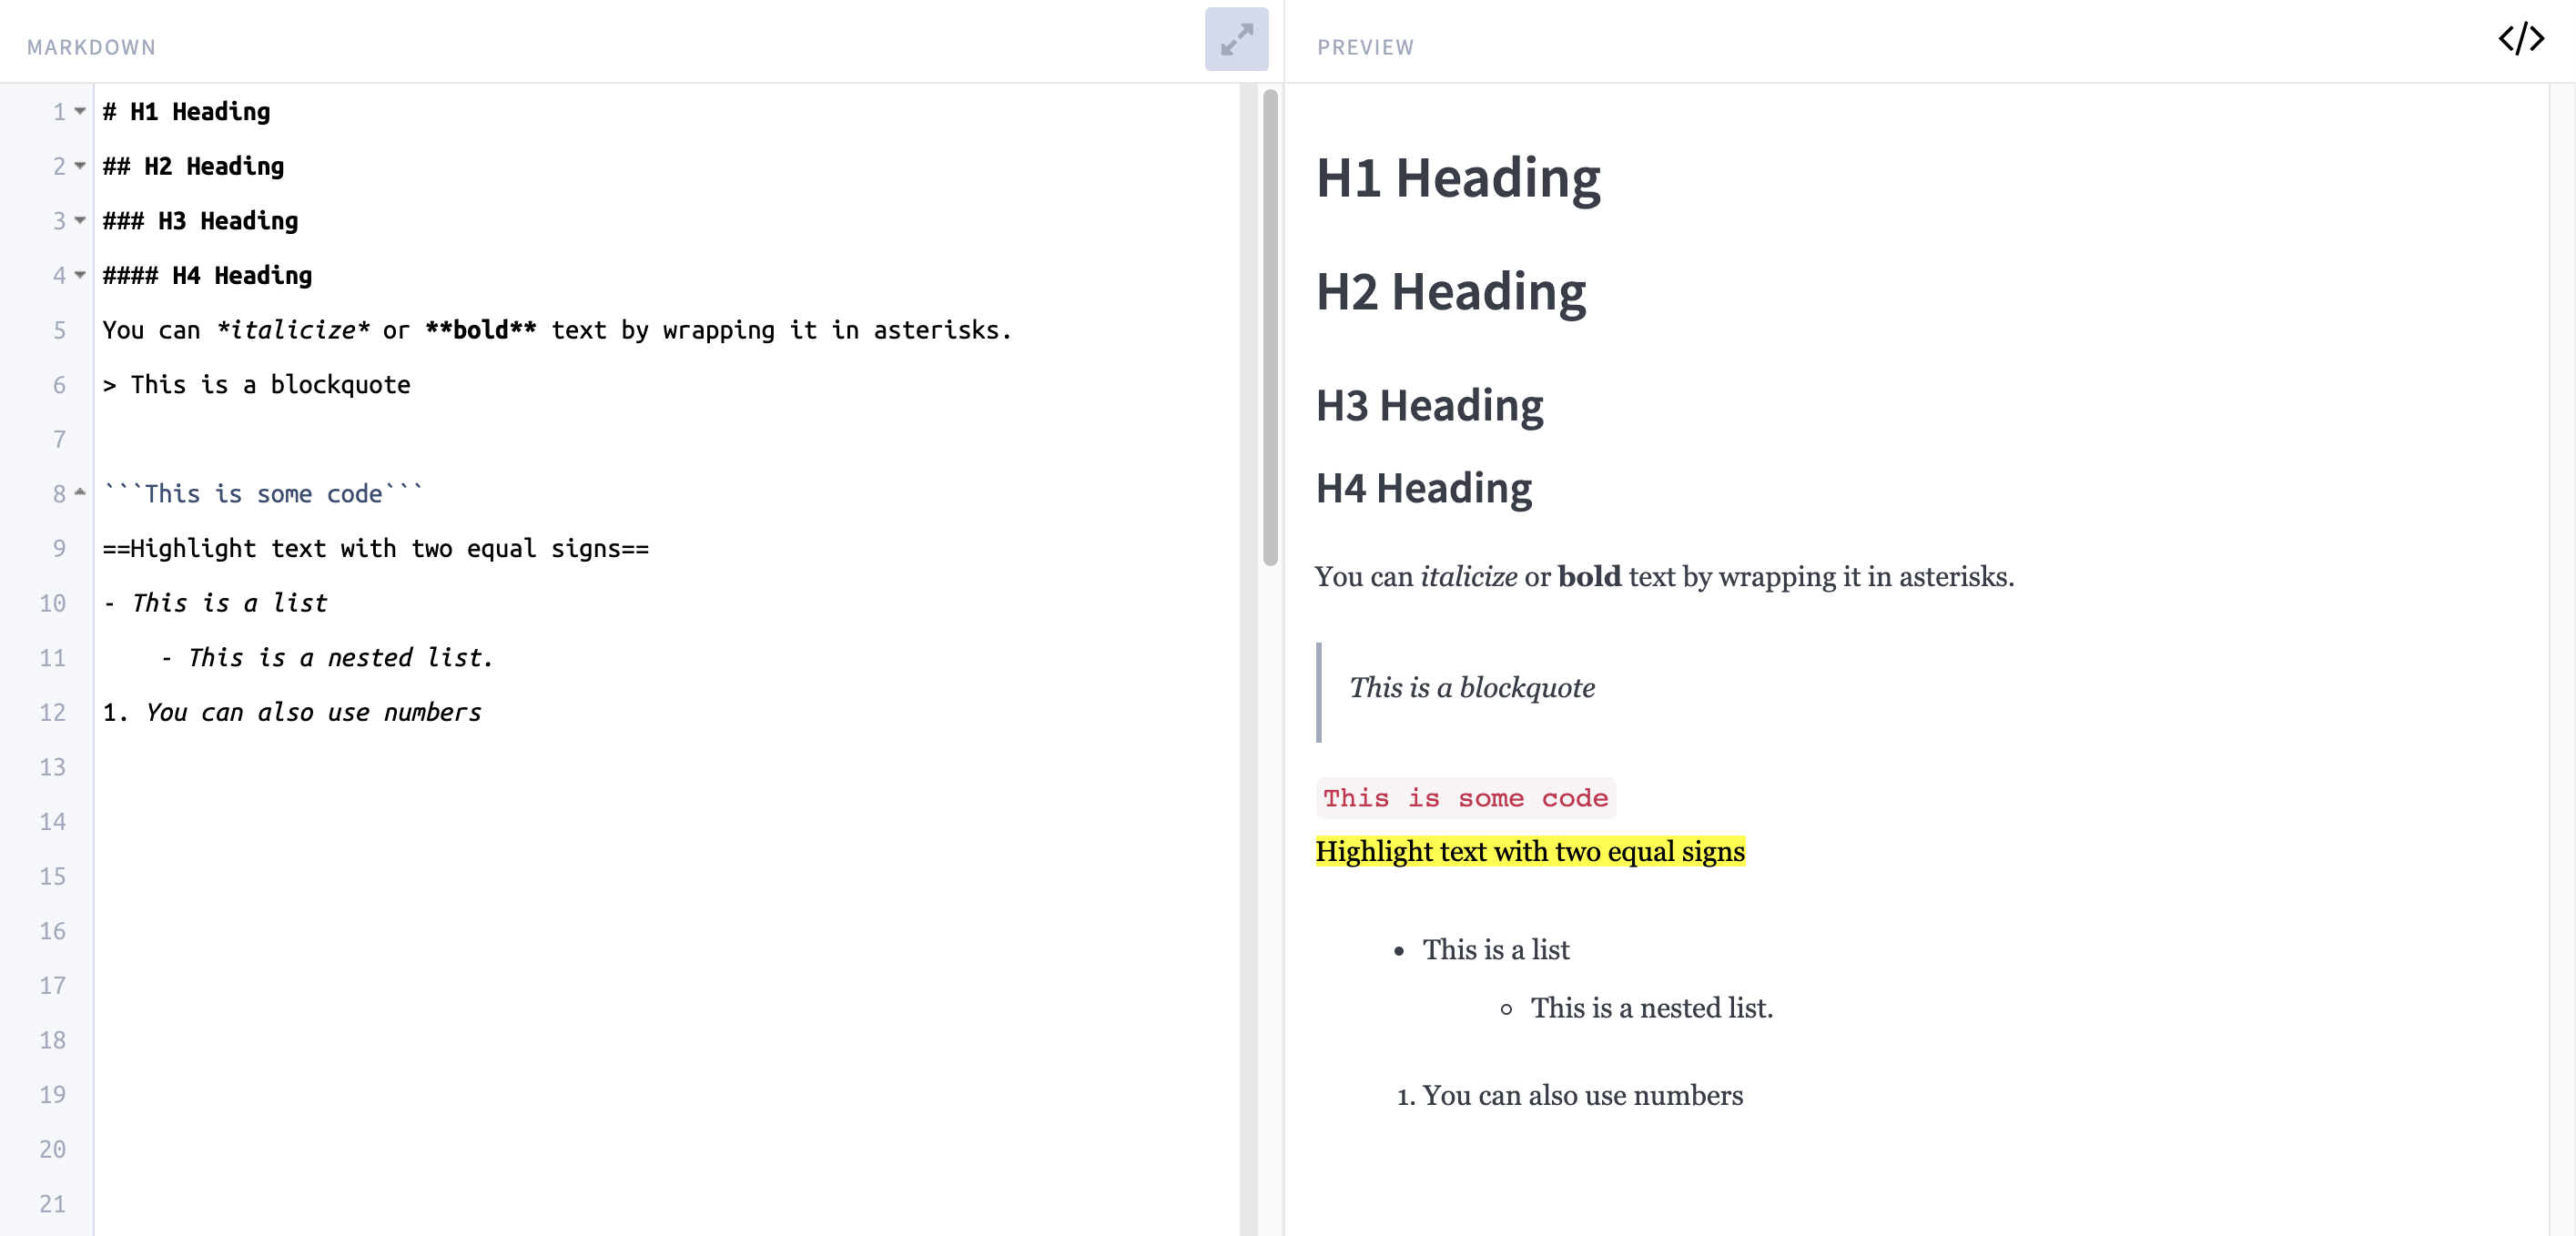 MARKDOWN
1 # H1 Heading
2 ## H2 Heading
3 ### H3 Heading
4 #### H4 Heading
5 You can *italicize* or **bold** text by wrapping it in asterisks.
6 > This is a blockquote
7
8 ```This is some code```
9 ==Highlight text with two equal signs==
10 - This is a list
11     - This is a nested list.
12 1. You can also use numbers
13
14
15
16
17
18
19
20
21
PREVIEW
</>
H1 Heading
H2 Heading
H3 Heading
H4 Heading
You can italicize or bold text by wrapping it in asterisks.
This is a blockquote
This is some code
Highlight text with two equal signs
• This is a list
◦ This is a nested list.
1. You can also use numbers